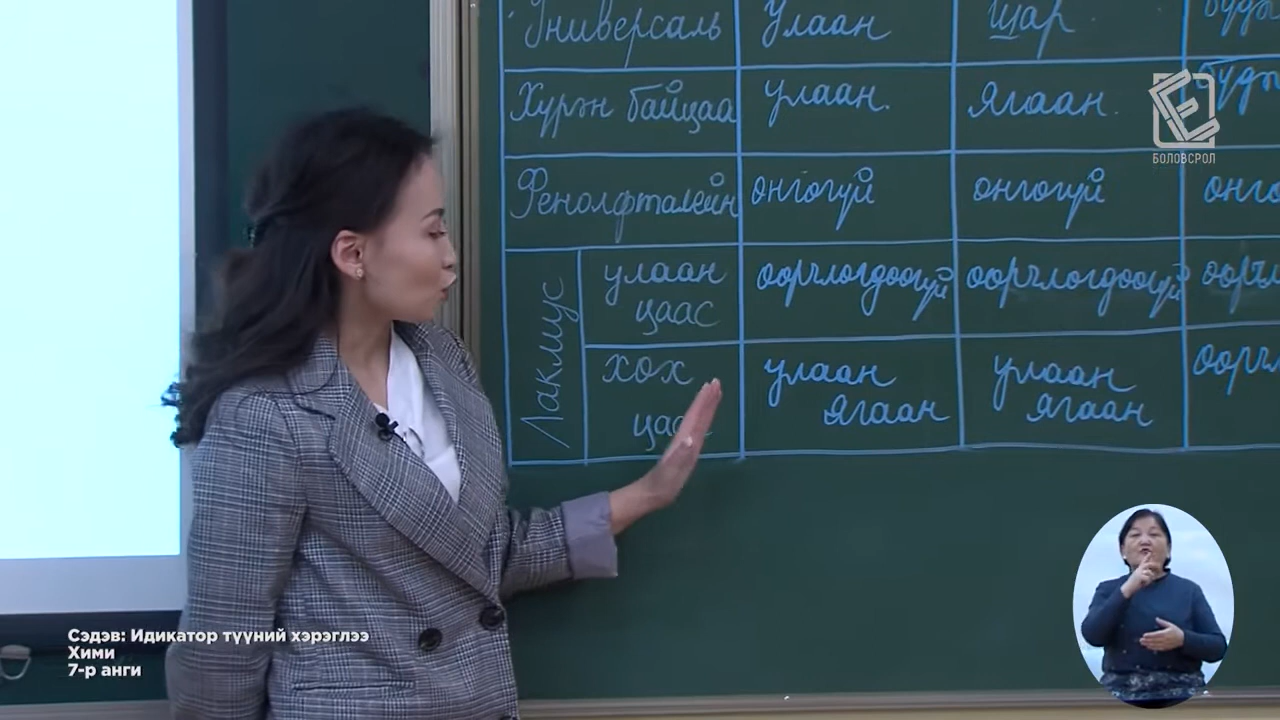 Универсаль улаан шар
Хүрэн байцаа улаан. ягаан.
БОЛОВСРОЛ
Фенолфталейн өнгөгүй өнгөгүй
Лакмус
улаан цаас өөрчлөгдөөгүй өөрчлөгдөөгүй
хөх улаан улаан
ягаан ягаан
Сэдэв: Идикатор түүний хэрэглээ
Хими
7-р анги